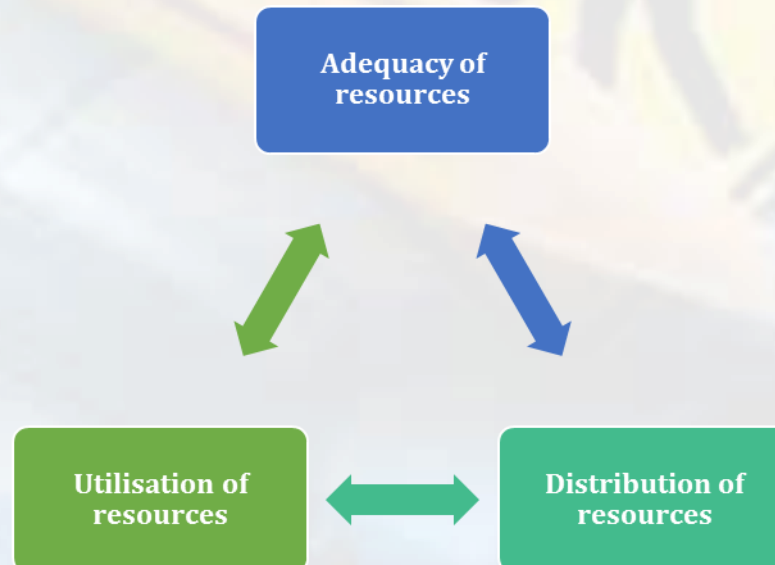 Adequacy of
resources
Utilisation of
resources
Distribution of
resources